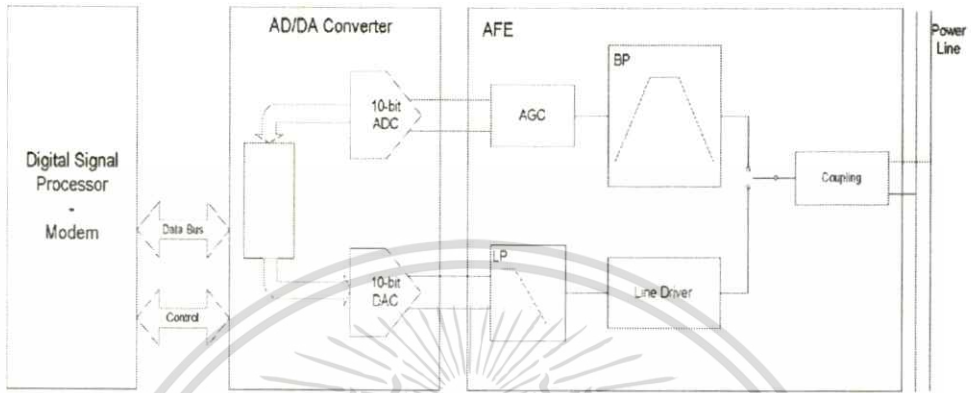 Digital Signal
Processor
-
Modem
Data Bus
Control
AD/DA Converter
10-bit
ADC
10-bit
DAC
AFE
AGC
BP
LP
Line Driver
Coupling
Power
Line